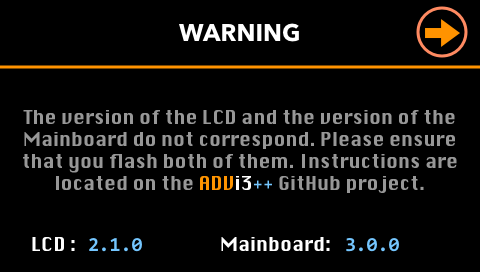 WARNING
The version of the LCD and the version of the
Mainboard do not correspond. Please ensure
that you flash both of them. Instructions are
located on the ADVi3++ GitHub project.
LCD: 2.1.0 Mainboard: 3.0.0